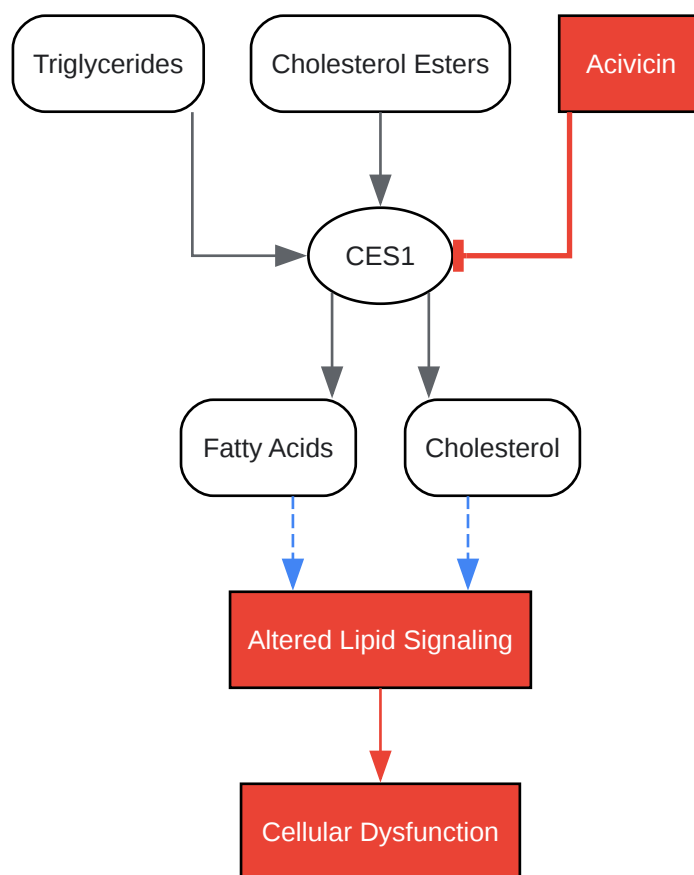 Triglycerides
Cholesterol Esters
Acivicin
CES1
Fatty Acids
Cholesterol
Altered Lipid Signaling
Cellular Dysfunction